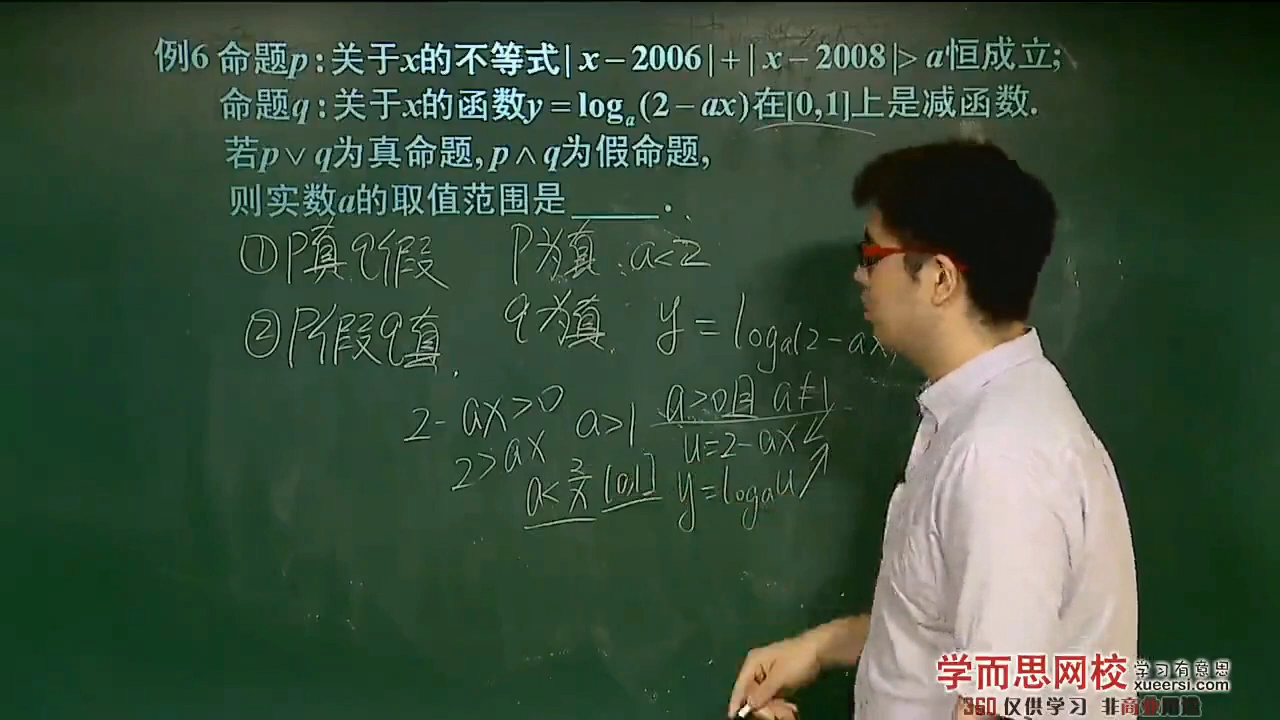 例6 命题p:关于x的不等式|x-2006|+|x-2008|>a恒成立;
命题q:关于x的函数y=logₐ(2-ax)在[0,1]上是减函数.
若p∨q为真命题,p∧q为假命题,
则实数a的取值范围是_____.
①P真q假 P为真:a<2
②P假q真. q为真. y=logₐ(2-ax)
2-ax>0 a>1 a>0且a≠1
2>ax u=2-ax↙
a<2/x [0,1] y=logₐu↗
学而思网校 学习有意思
xueersi.com
360 仅供学习 非商业用途